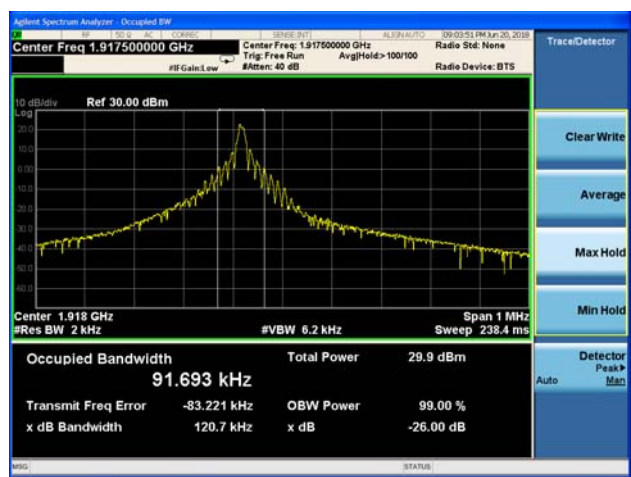 Agilent Spectrum Analyzer - Occupied BW
RF 50 Ω AC CORREC SENSE:INT ALIGN AUTO 09:03:51 PM Jun 20, 2018
Center Freq 1.917500000 GHz Center Freq: 1.917500000 GHz Radio Std: None
Trig: Free Run Avg|Hold:>100/100
#IFGain:Low #Atten: 40 dB Radio Device: BTS
Trace/Detector
10 dB/div Ref 30.00 dBm
Log
20.0
10.0
0.00
10.0
20.0
30.0
40.0
60.0
Center 1.918 GHz Span 1 MHz
#Res BW 2 kHz #VBW 6.2 kHz Sweep 238.4 ms
Occupied Bandwidth Total Power 29.9 dBm
91.693 kHz
Transmit Freq Error -83.221 kHz OBW Power 99.00 %
x dB Bandwidth 120.7 kHz x dB -26.00 dB
Clear Write
Average
Max Hold
Min Hold
Detector
Peak▶
Auto Man
MSG STATUS